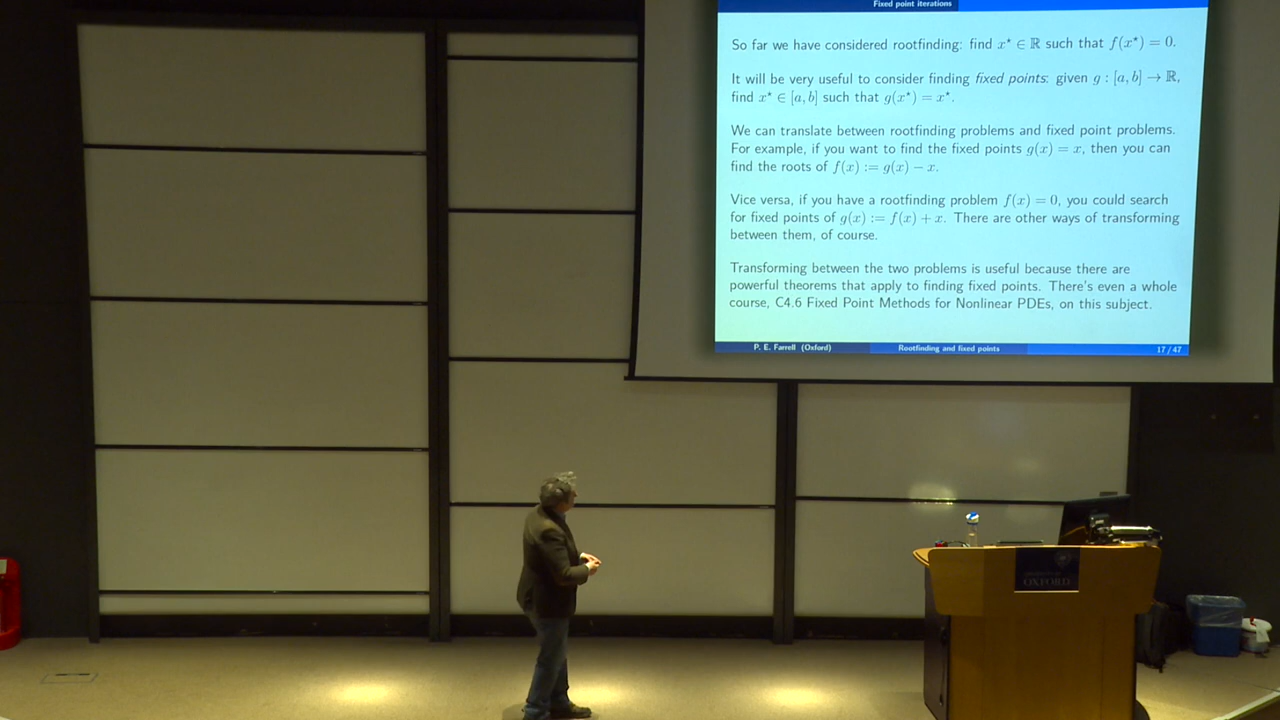 Fixed point iterations
So far we have considered rootfinding: find x⋆ ∈ ℝ such that f(x⋆) = 0.
It will be very useful to consider finding fixed points: given g : [a, b] → ℝ,
find x⋆ ∈ [a, b] such that g(x⋆) = x⋆.
We can translate between rootfinding problems and fixed point problems.
For example, if you want to find the fixed points g(x) = x, then you can
find the roots of f(x) := g(x) − x.
Vice versa, if you have a rootfinding problem f(x) = 0, you could search
for fixed points of g(x) := f(x) + x. There are other ways of transforming
between them, of course.
Transforming between the two problems is useful because there are
powerful theorems that apply to finding fixed points. There's even a whole
course, C4.6 Fixed Point Methods for Nonlinear PDEs, on this subject.
P. E. Farrell (Oxford) Rootfinding and fixed points 17 / 47
OXFORD